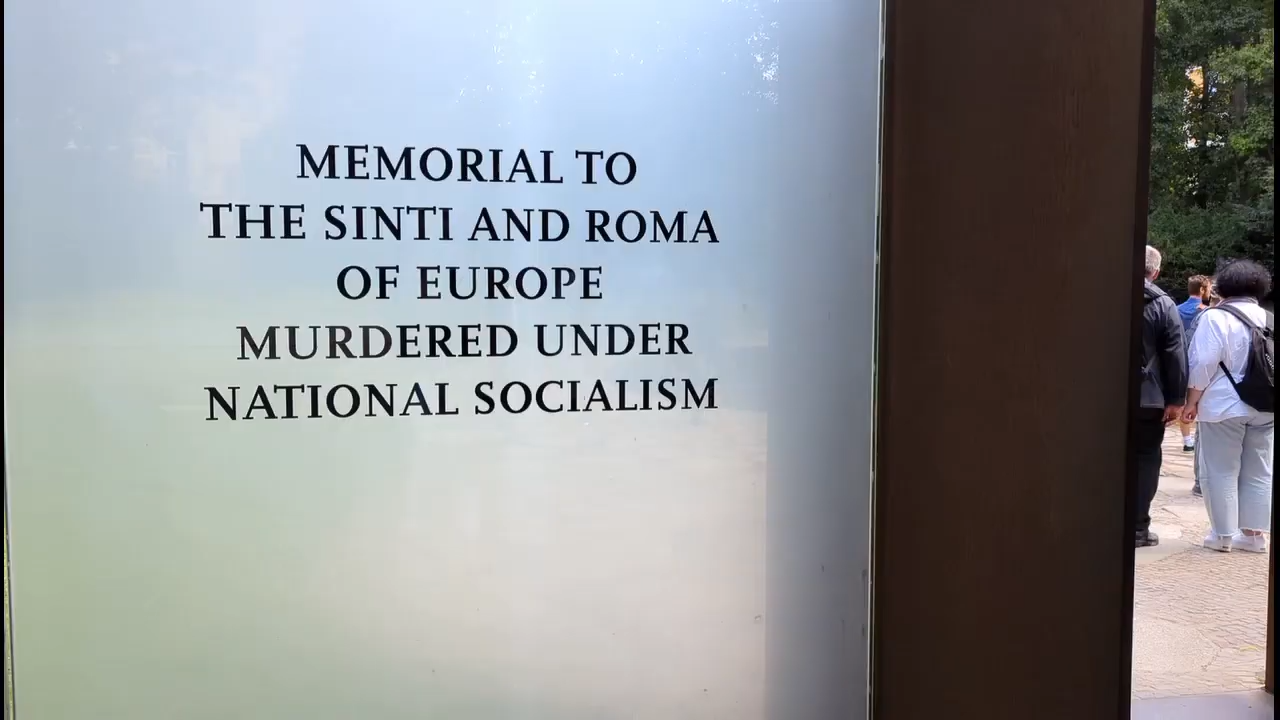 MEMORIAL TO
THE SINTI AND ROMA
OF EUROPE
MURDERED UNDER
NATIONAL SOCIALISM